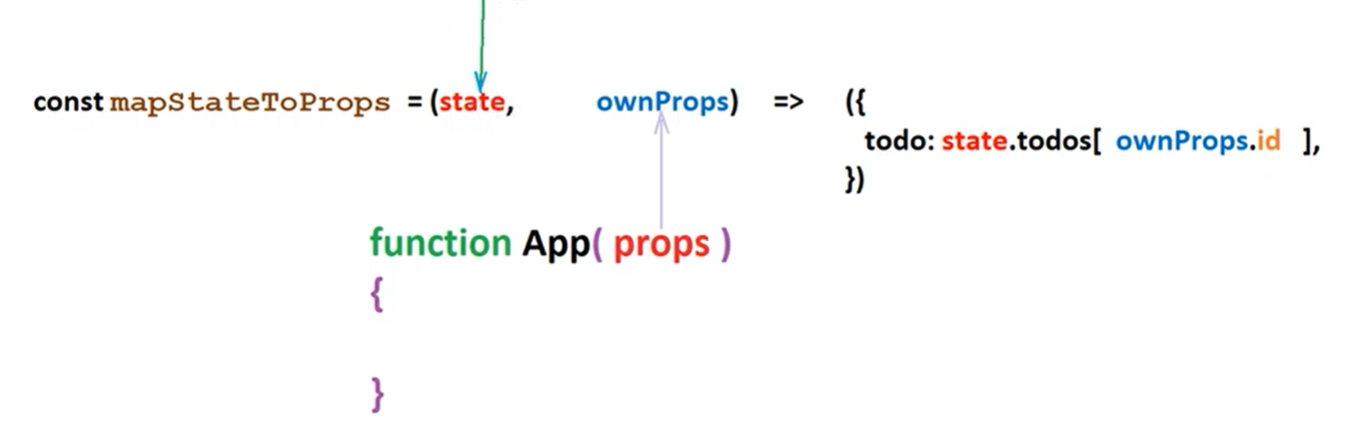 const mapStateToProps = (state, ownProps) => ({
todo: state.todos[ ownProps.id ],
})
function App( props )
{
}